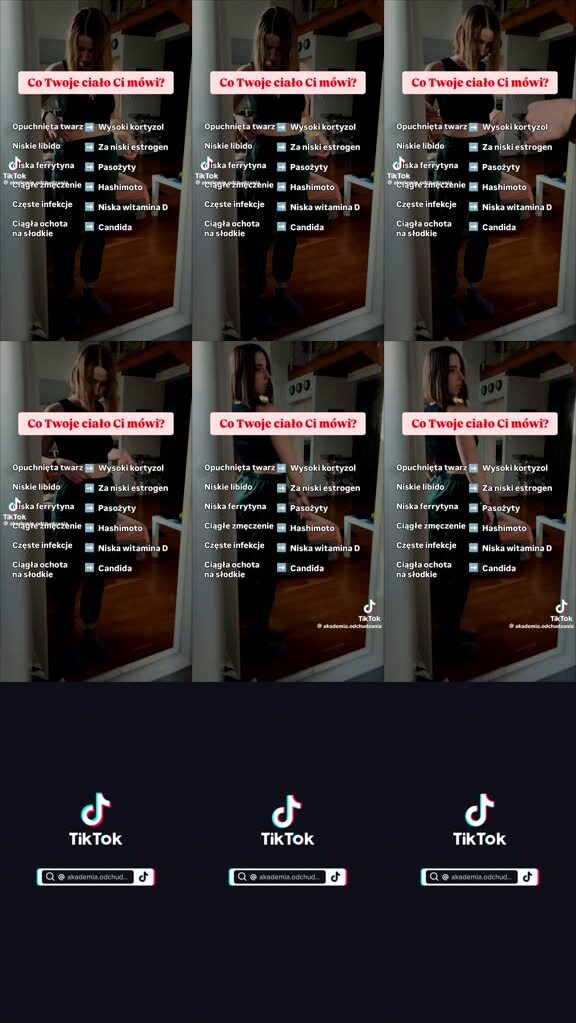 Co Twoje ciało Ci mówi?
Opuchnięta twarz ➡️ Wysoki kortyzol
Niskie libido ➡️ Za niski estrogen
Niska ferrytyna ➡️ Pasożyty
Ciągłe zmęczenie ➡️ Hashimoto
Częste infekcje ➡️ Niska witamina D
Ciągła ochota
na słodkie ➡️ Candida
TikTok
@ akademia.odchudzania
Co Twoje ciało Ci mówi?
Opuchnięta twarz ➡️ Wysoki kortyzol
Niskie libido ➡️ Za niski estrogen
Niska ferrytyna ➡️ Pasożyty
Ciągłe zmęczenie ➡️ Hashimoto
Częste infekcje ➡️ Niska witamina D
Ciągła ochota
na słodkie ➡️ Candida
TikTok
@ akademia.odchudzania
Co Twoje ciało Ci mówi?
Opuchnięta twarz ➡️ Wysoki kortyzol
Niskie libido ➡️ Za niski estrogen
Niska ferrytyna ➡️ Pasożyty
Ciągłe zmęczenie ➡️ Hashimoto
Częste infekcje ➡️ Niska witamina D
Ciągła ochota
na słodkie ➡️ Candida
TikTok
@ akademia.odchudzania
Co Twoje ciało Ci mówi?
Opuchnięta twarz ➡️ Wysoki kortyzol
Niskie libido ➡️ Za niski estrogen
Niska ferrytyna ➡️ Pasożyty
Ciągłe zmęczenie ➡️ Hashimoto
Częste infekcje ➡️ Niska witamina D
Ciągła ochota
na słodkie ➡️ Candida
TikTok
@ akademia.odchudzania
Co Twoje ciało Ci mówi?
Opuchnięta twarz ➡️ Wysoki kortyzol
Niskie libido ➡️ Za niski estrogen
Niska ferrytyna ➡️ Pasożyty
Ciągłe zmęczenie ➡️ Hashimoto
Częste infekcje ➡️ Niska witamina D
Ciągła ochota
na słodkie ➡️ Candida
TikTok
@ akademia.odchudzania
Co Twoje ciało Ci mówi?
Opuchnięta twarz ➡️ Wysoki kortyzol
Niskie libido ➡️ Za niski estrogen
Niska ferrytyna ➡️ Pasożyty
Ciągłe zmęczenie ➡️ Hashimoto
Częste infekcje ➡️ Niska witamina D
Ciągła ochota
na słodkie ➡️ Candida
TikTok
@ akademia.odchudzania
TikTok
@ akademia.odchud...
TikTok
@ akademia.odchud...
TikTok
@ akademia.odchud...